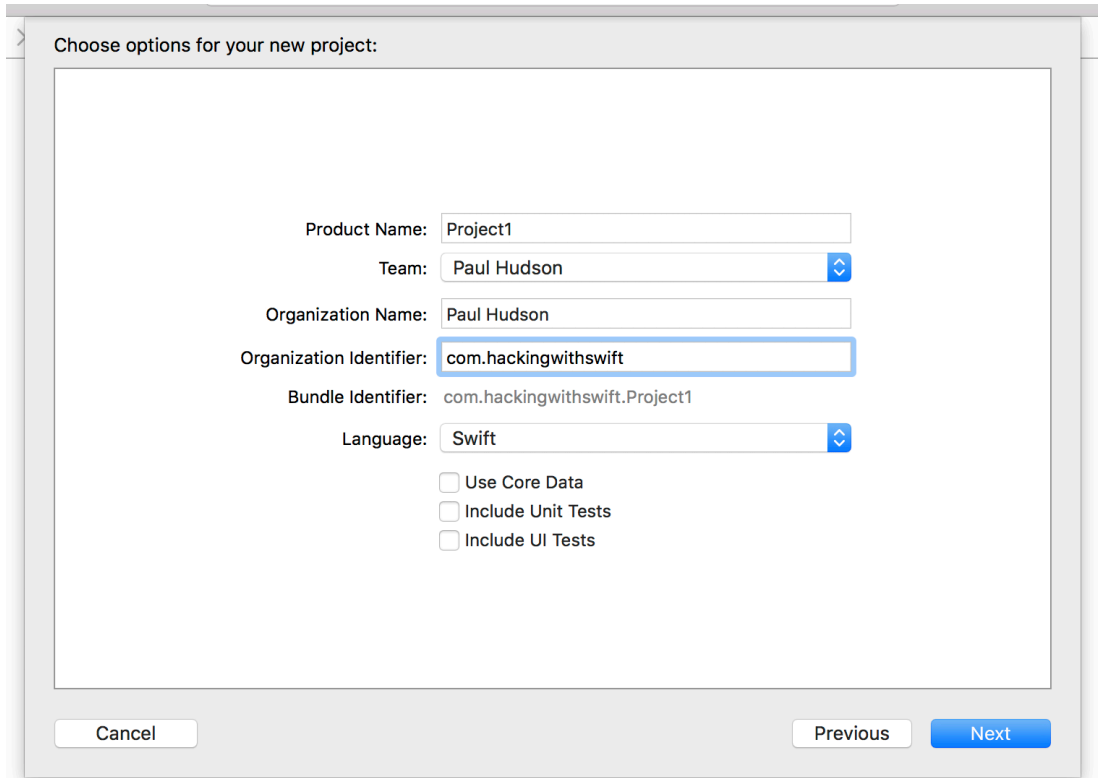 Choose options for your new project:
Product Name: Project1
Team: Paul Hudson
Organization Name: Paul Hudson
Organization Identifier: com.hackingwithswift
Bundle Identifier: com.hackingwithswift.Project1
Language: Swift
Use Core Data
Include Unit Tests
Include UI Tests
Cancel Previous Next